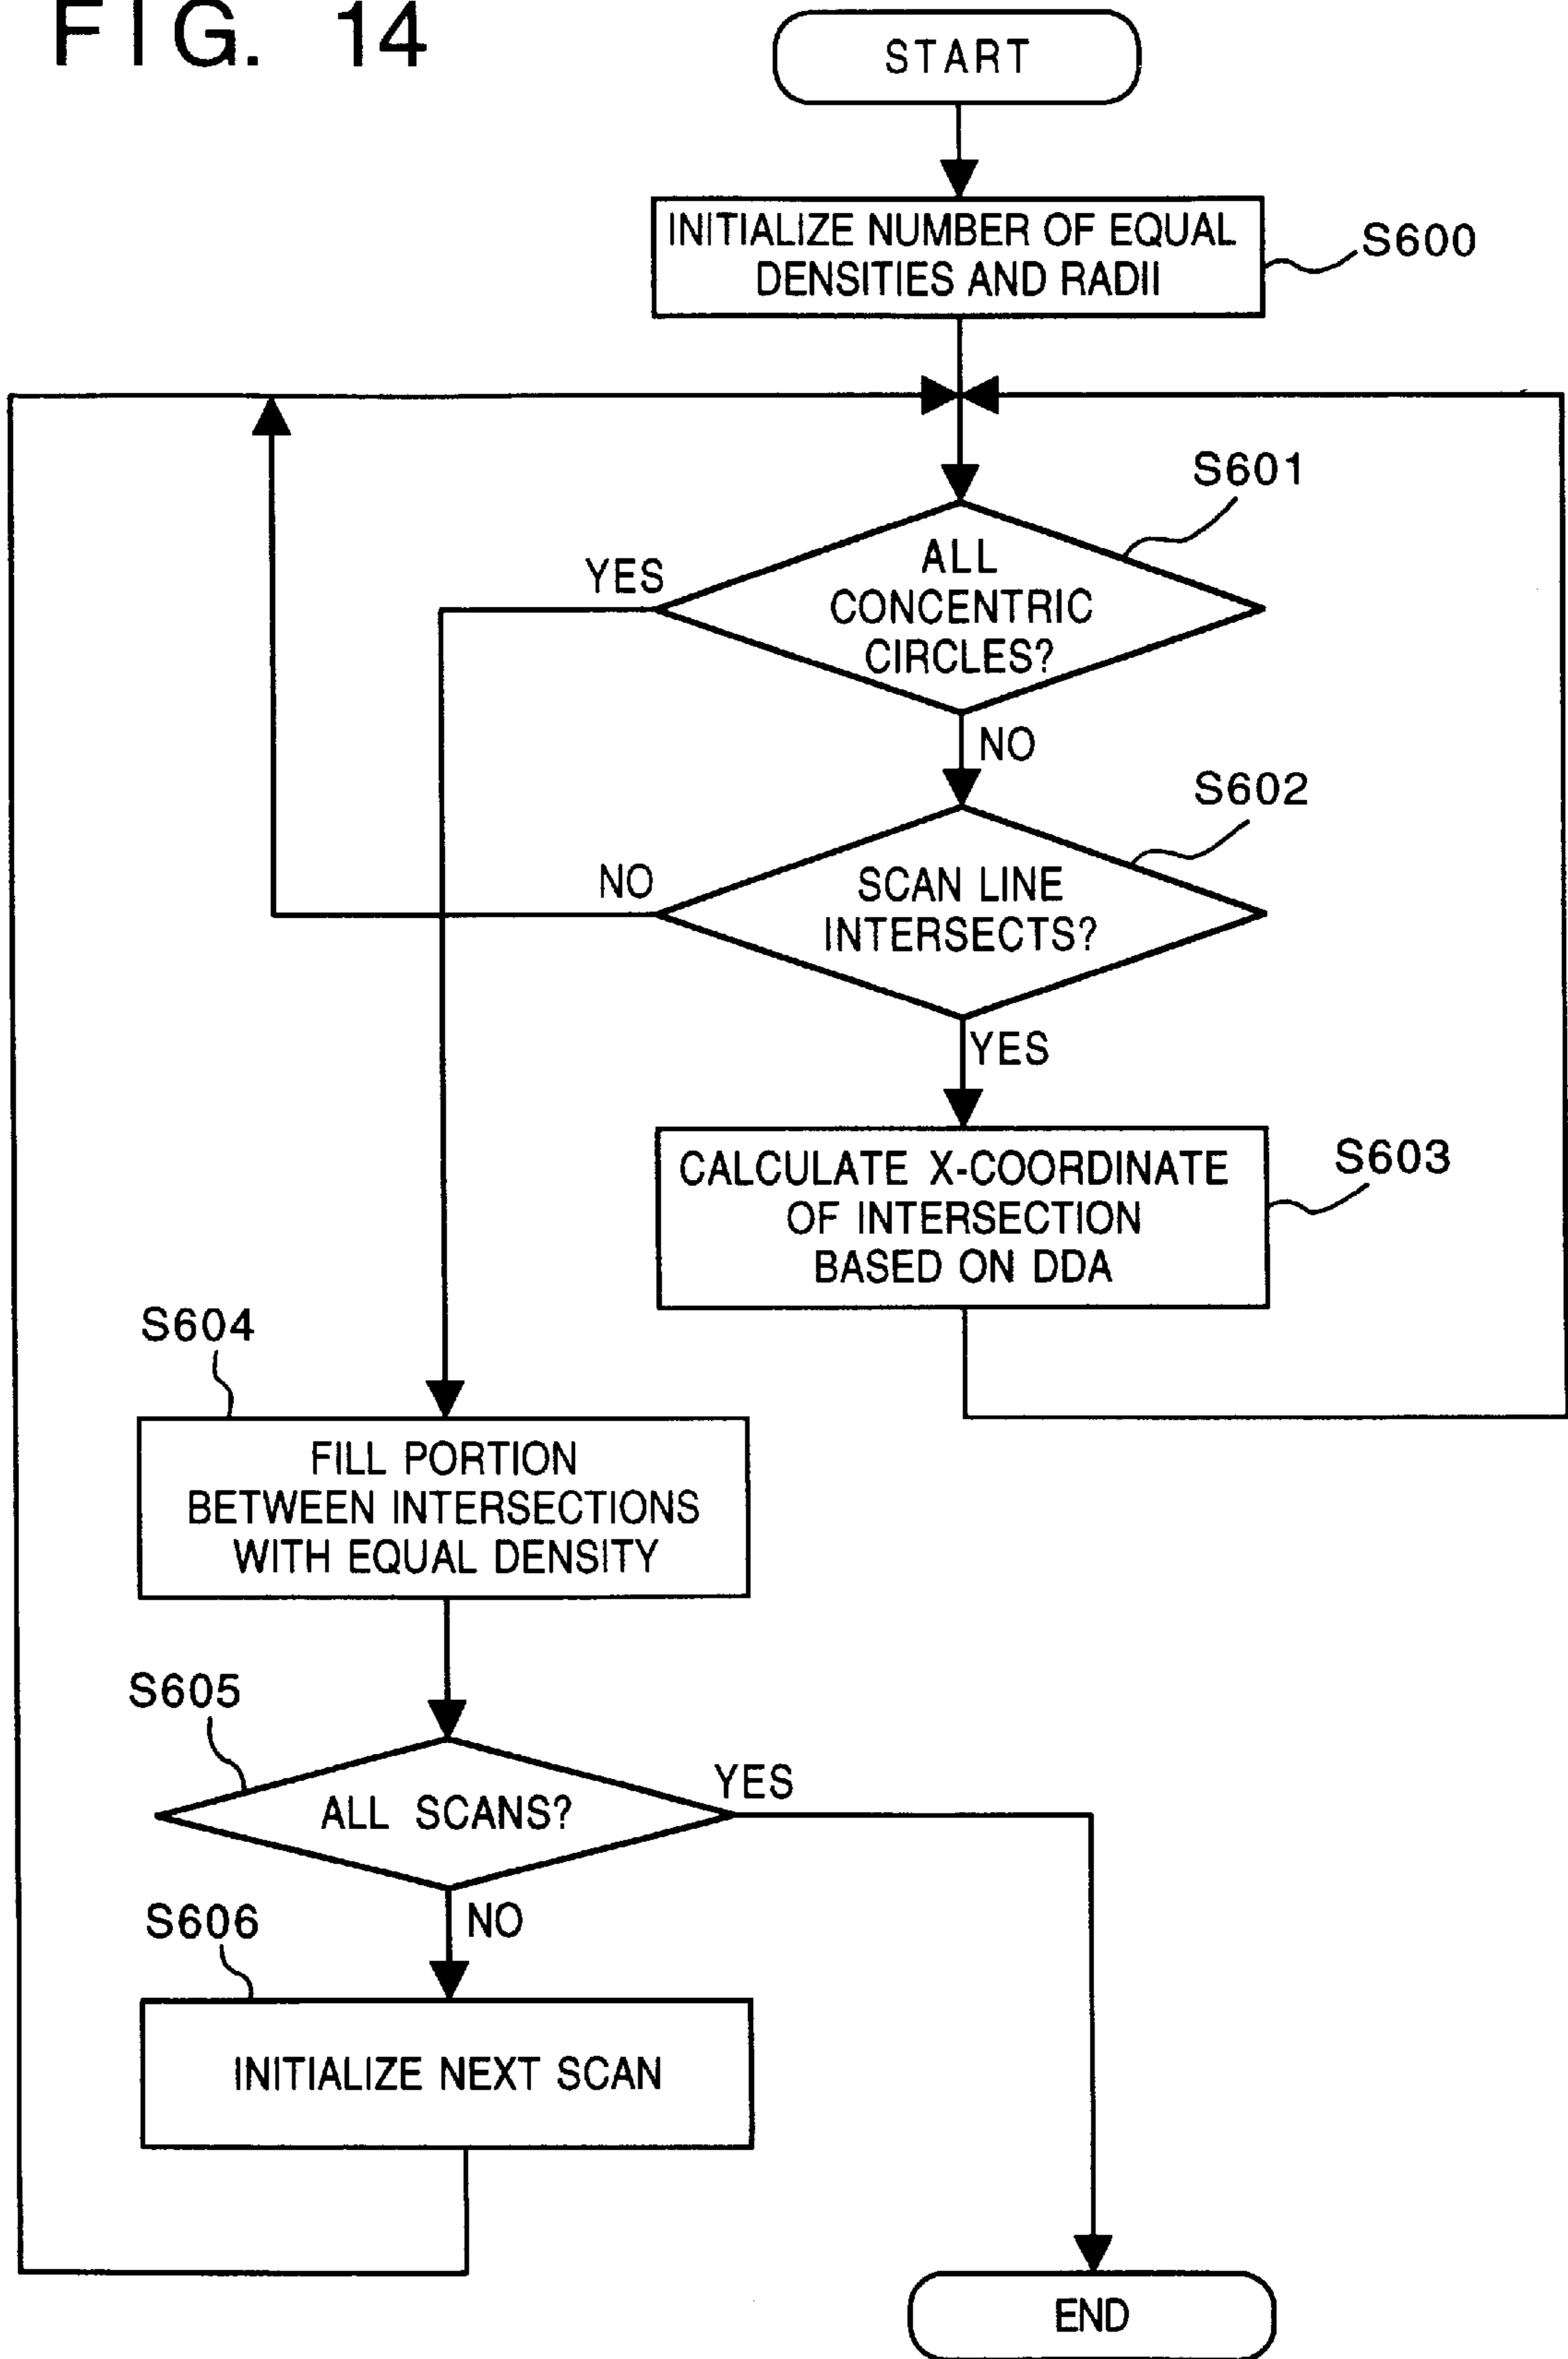 FIG. 14
START
INITIALIZE NUMBER OF EQUAL
DENSITIES AND RADII
S600
S601
YES
ALL
CONCENTRIC
CIRCLES?
NO
S602
NO
SCAN LINE
INTERSECTS?
YES
CALCULATE X-COORDINATE
OF INTERSECTION
BASED ON DDA
S603
S604
FILL PORTION
BETWEEN INTERSECTIONS
WITH EQUAL DENSITY
S605
YES
ALL SCANS?
NO
S606
INITIALIZE NEXT SCAN
END